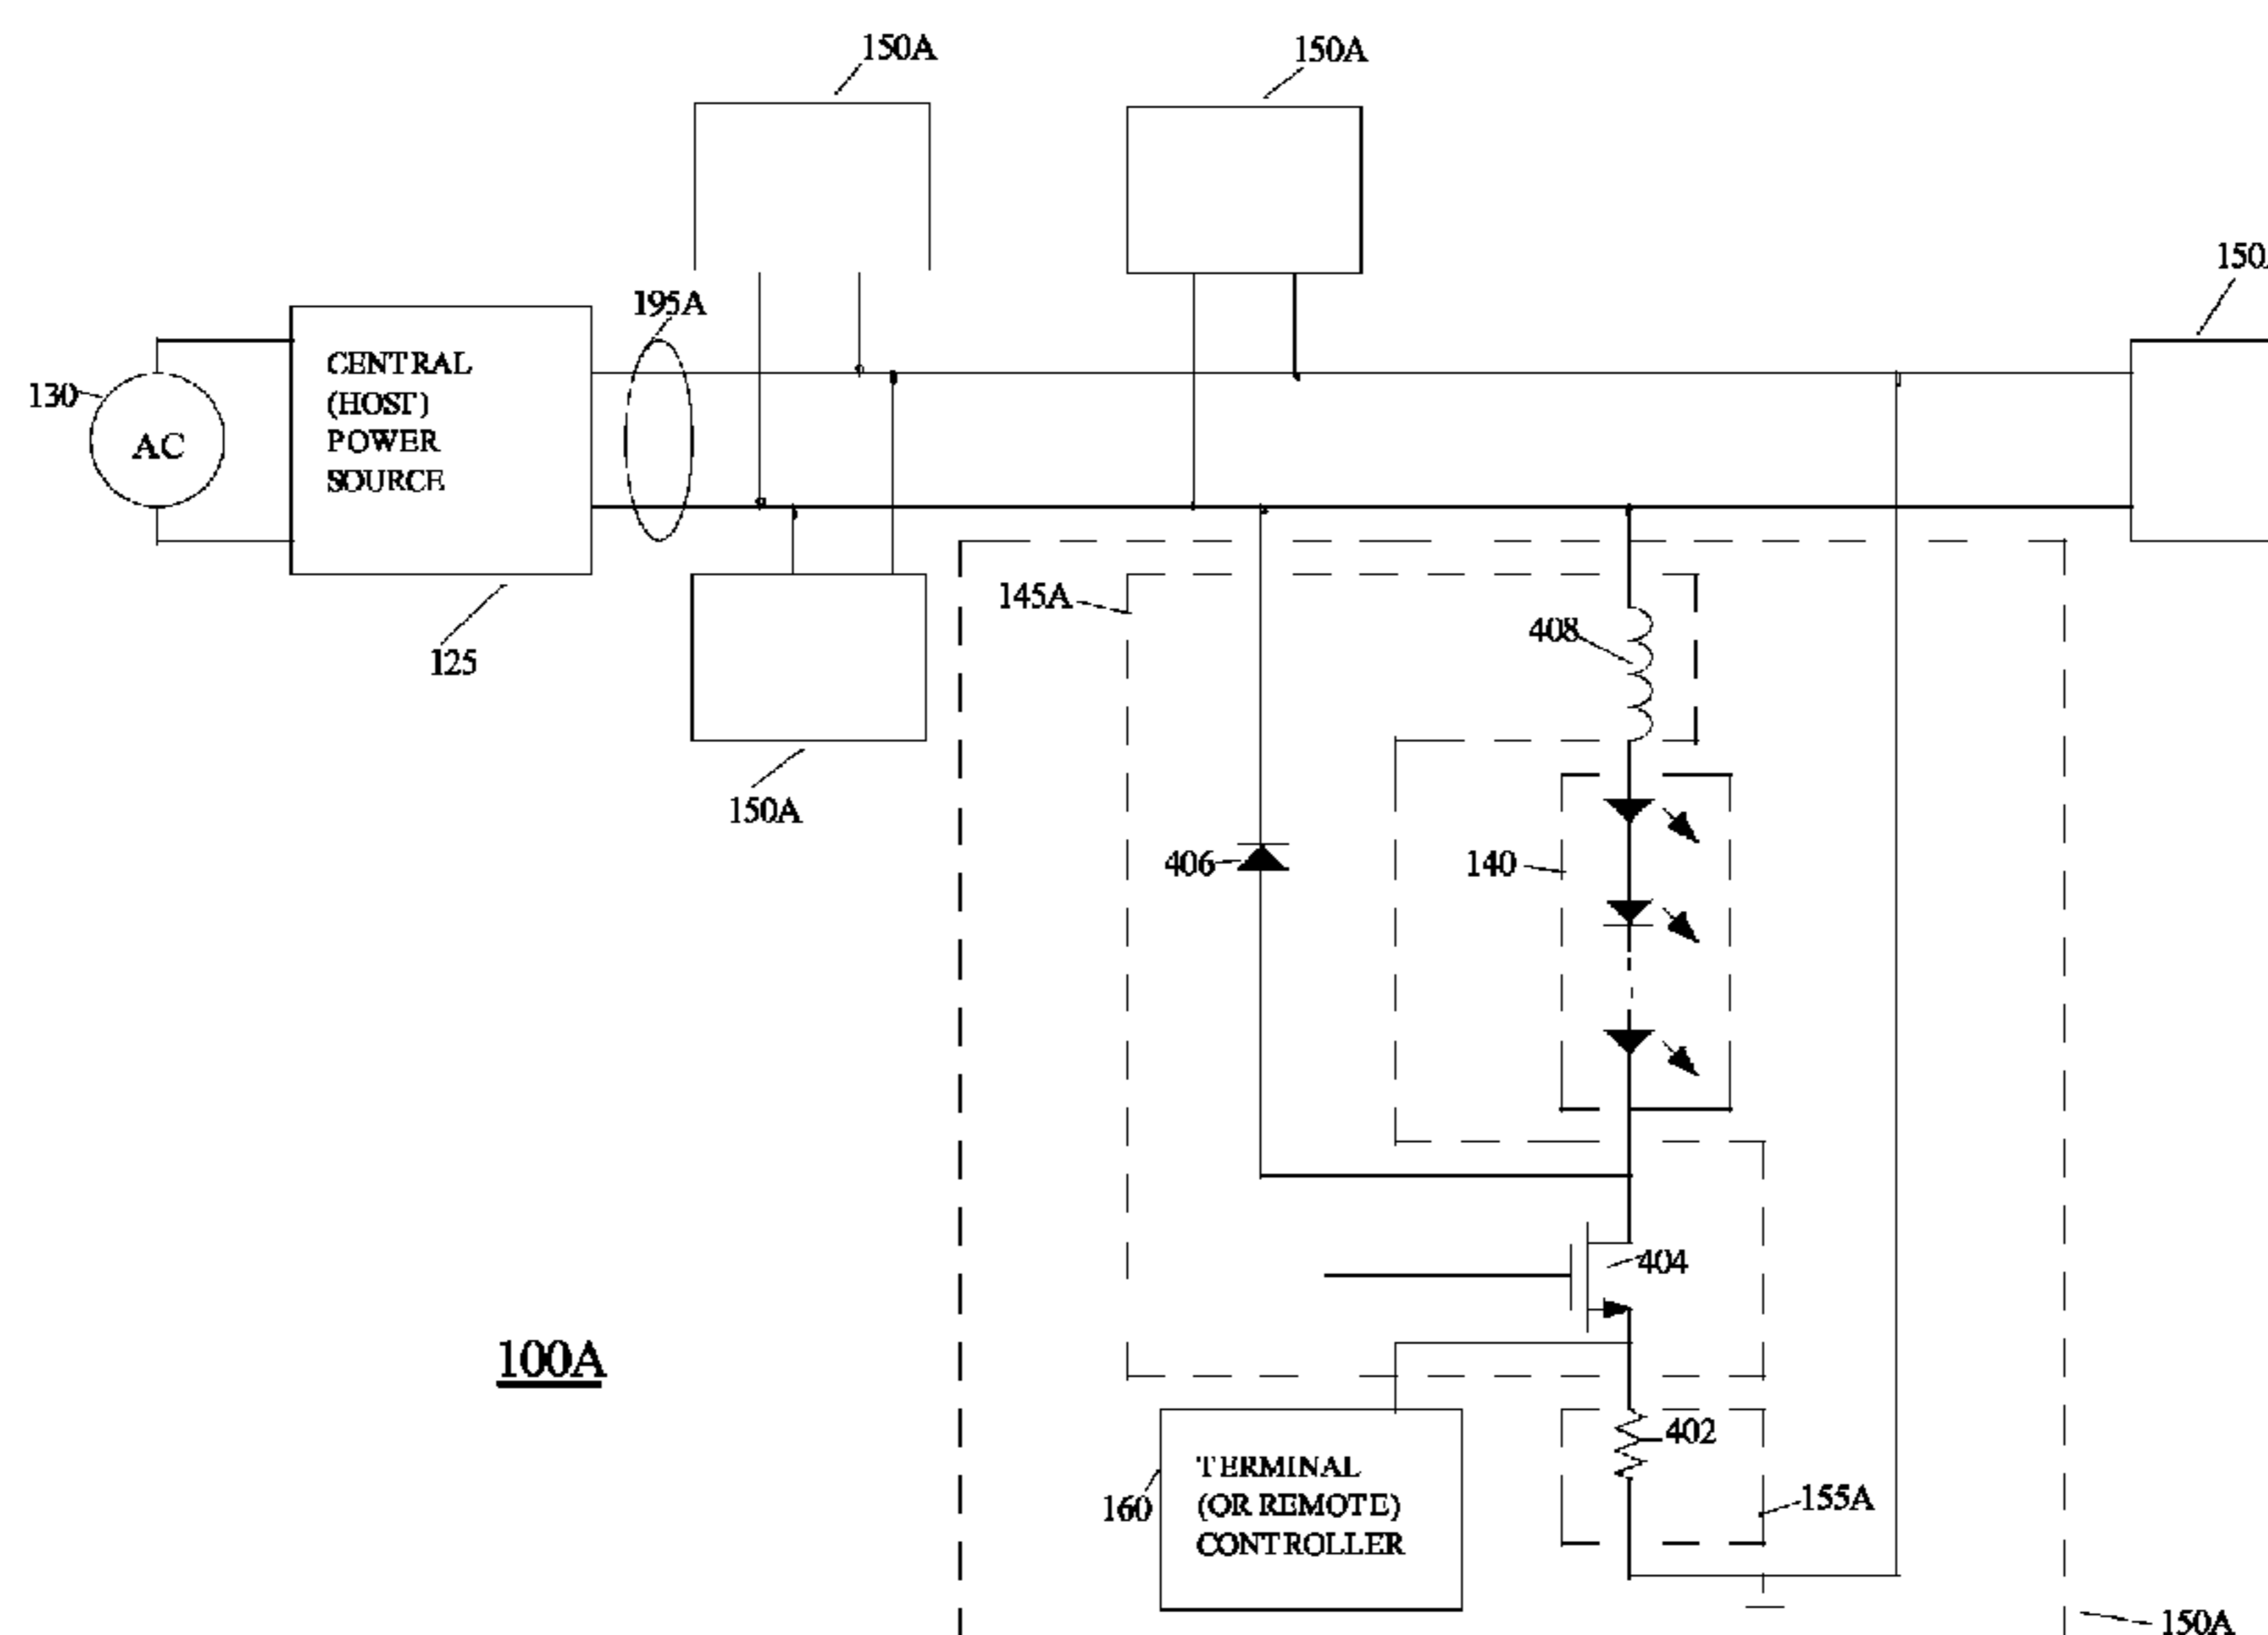 150A
150A
150A
195A
130
AC
CENTRAL
(HOST)
POWER
SOURCE
145A
408
125
150A
406
140
404
100A
402
TERMINAL
(OR REMOTE)
CONTROLLER
160
155A
150A